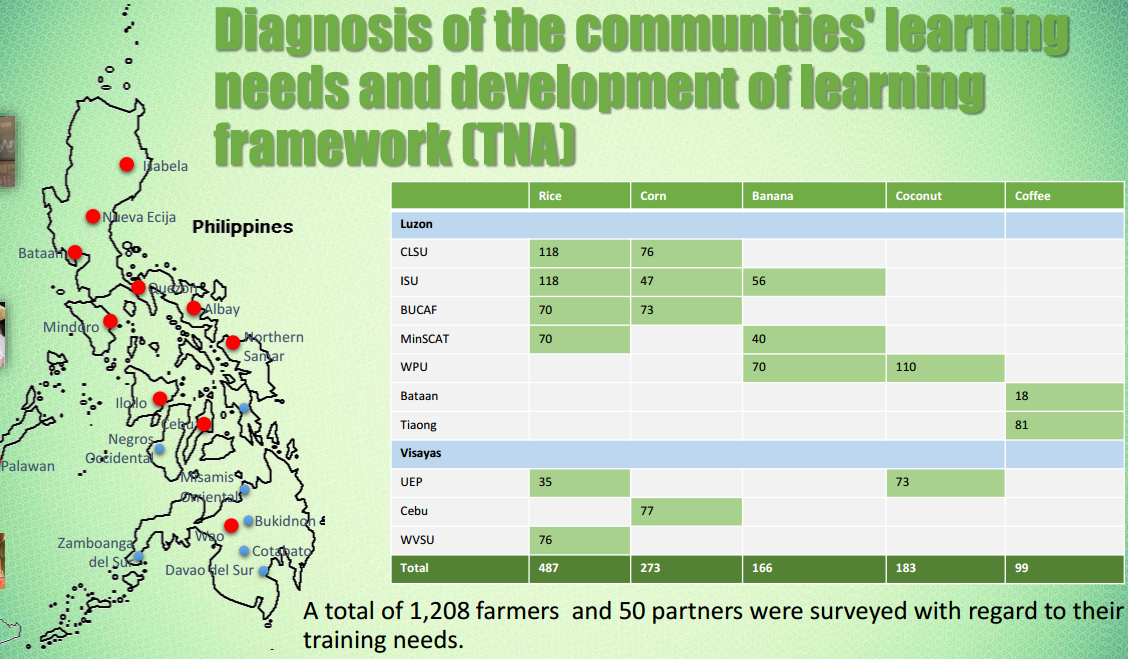 Diagnosis of the communities' learning
needs and development of learning
framework (TNA)
Isabela
Nueva Ecija
Philippines
Bataan
Quezon
Albay
Mindoro
Northern
Samar
Iloilo
Cebu
Negros
Occidental
Palawan
Misamis
Orriental
Bukidnon
Wao
Zamboanga
del Sur
Cotabato
Davao del Sur
Rice Corn Banana Coconut Coffee
Luzon
CLSU 118 76
ISU 118 47 56
BUCAF 70 73
MinSCAT 70 40
WPU 70 110
Bataan 18
Tiaong 81
Visayas
UEP 35 73
Cebu 77
WVSU 76
Total 487 273 166 183 99
A total of 1,208 farmers and 50 partners were surveyed with regard to their
training needs.